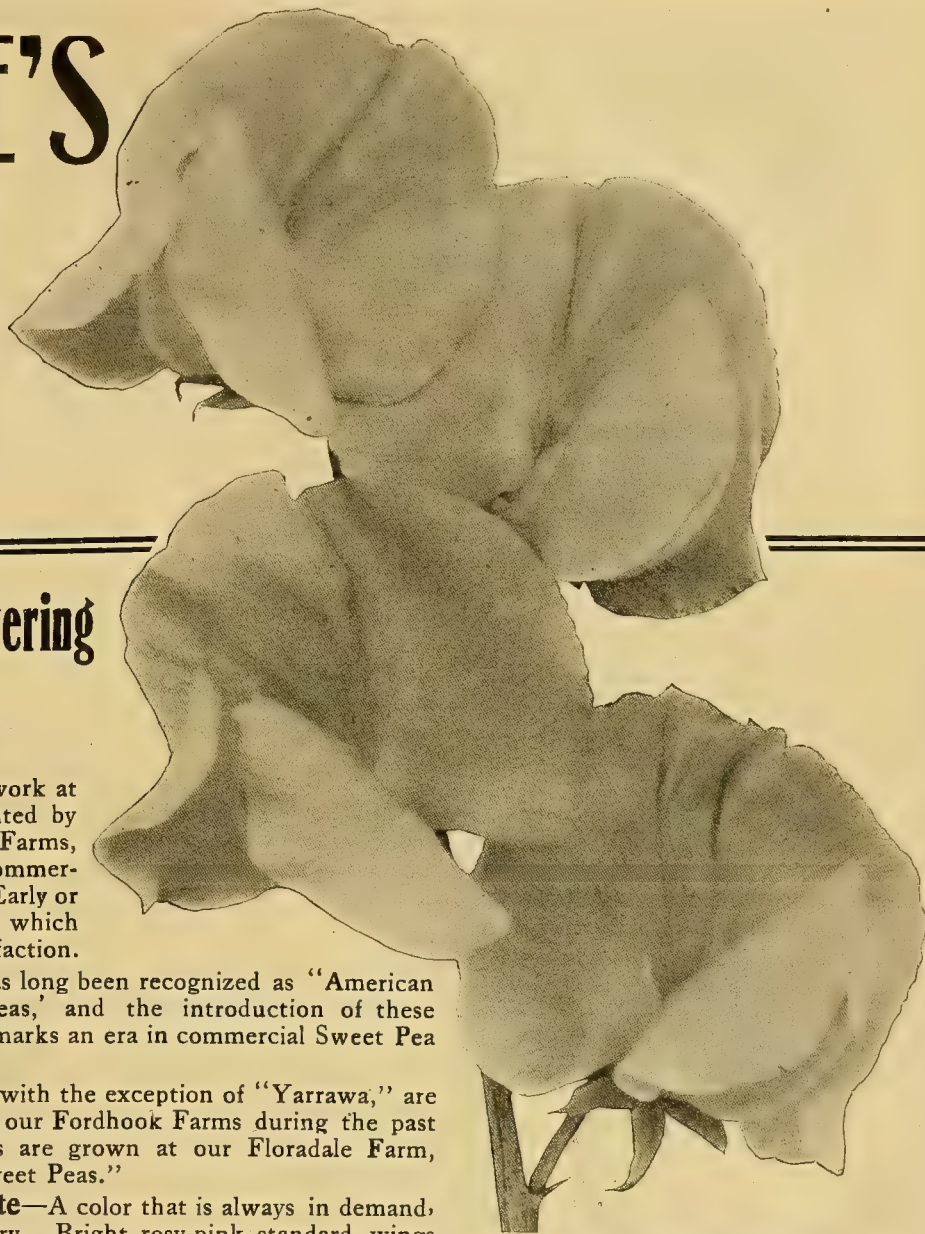 'S
ering
work at
ted by
Farms,
ommer-
Early or
which
faction.
s long been recognized as “American
eas,’ and the introduction of these
marks an era in commercial Sweet Pea
with the exception of “Yarrawa,” are
our Fordhook Farms during the past
s are grown at our Floradale Farm,
weet Peas.”
te—A color that is always in demand,
ry. Bright rosy-pink standard, wings